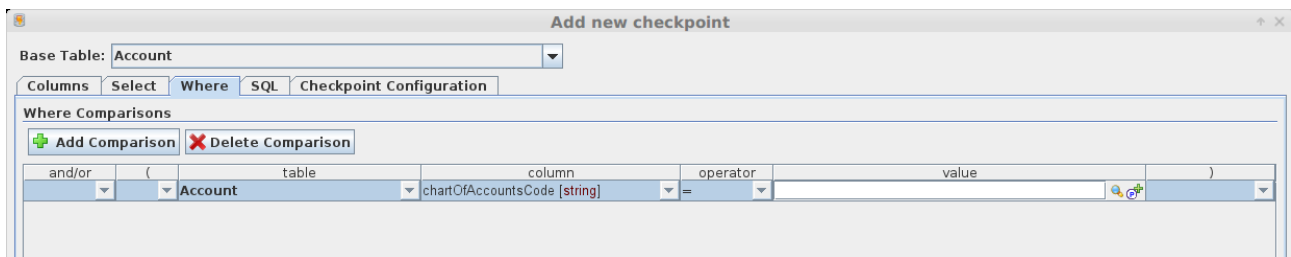 Add new checkpoint
Base Table: Account
Columns Select Where SQL Checkpoint Configuration
Where Comparisons
Add Comparison Delete Comparison
and/or ( table column operator value )
Account chartOfAccountsCode [string] =